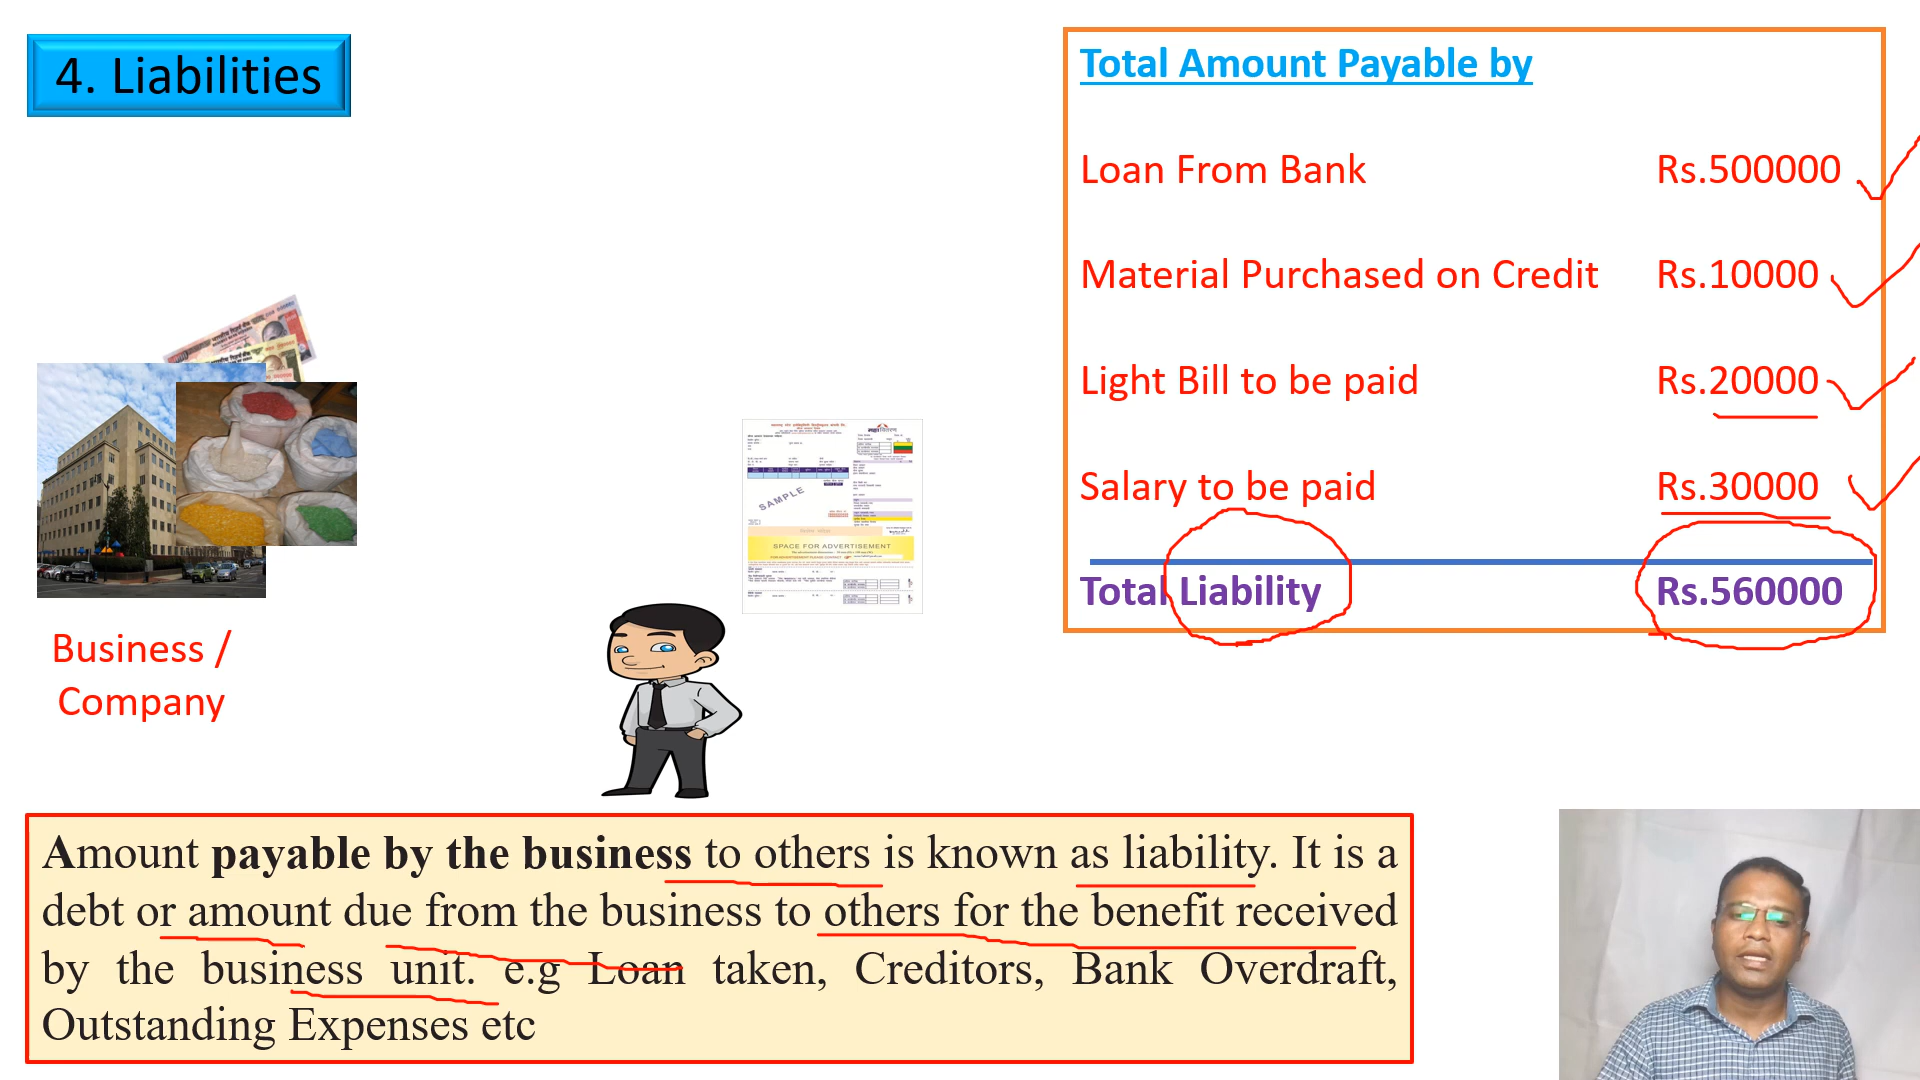 4. Liabilities
Total Amount Payable by
Loan From Bank Rs.500000
Material Purchased on Credit Rs.10000
Light Bill to be paid Rs.20000
Salary to be paid Rs.30000
Total Liability Rs.560000
SAMPLE
SPACE FOR ADVERTISEMENT
Business /
Company
Amount payable by the business to others is known as liability. It is a
debt or amount due from the business to others for the benefit received
by the business unit. e.g Loan taken, Creditors, Bank Overdraft,
Outstanding Expenses etc